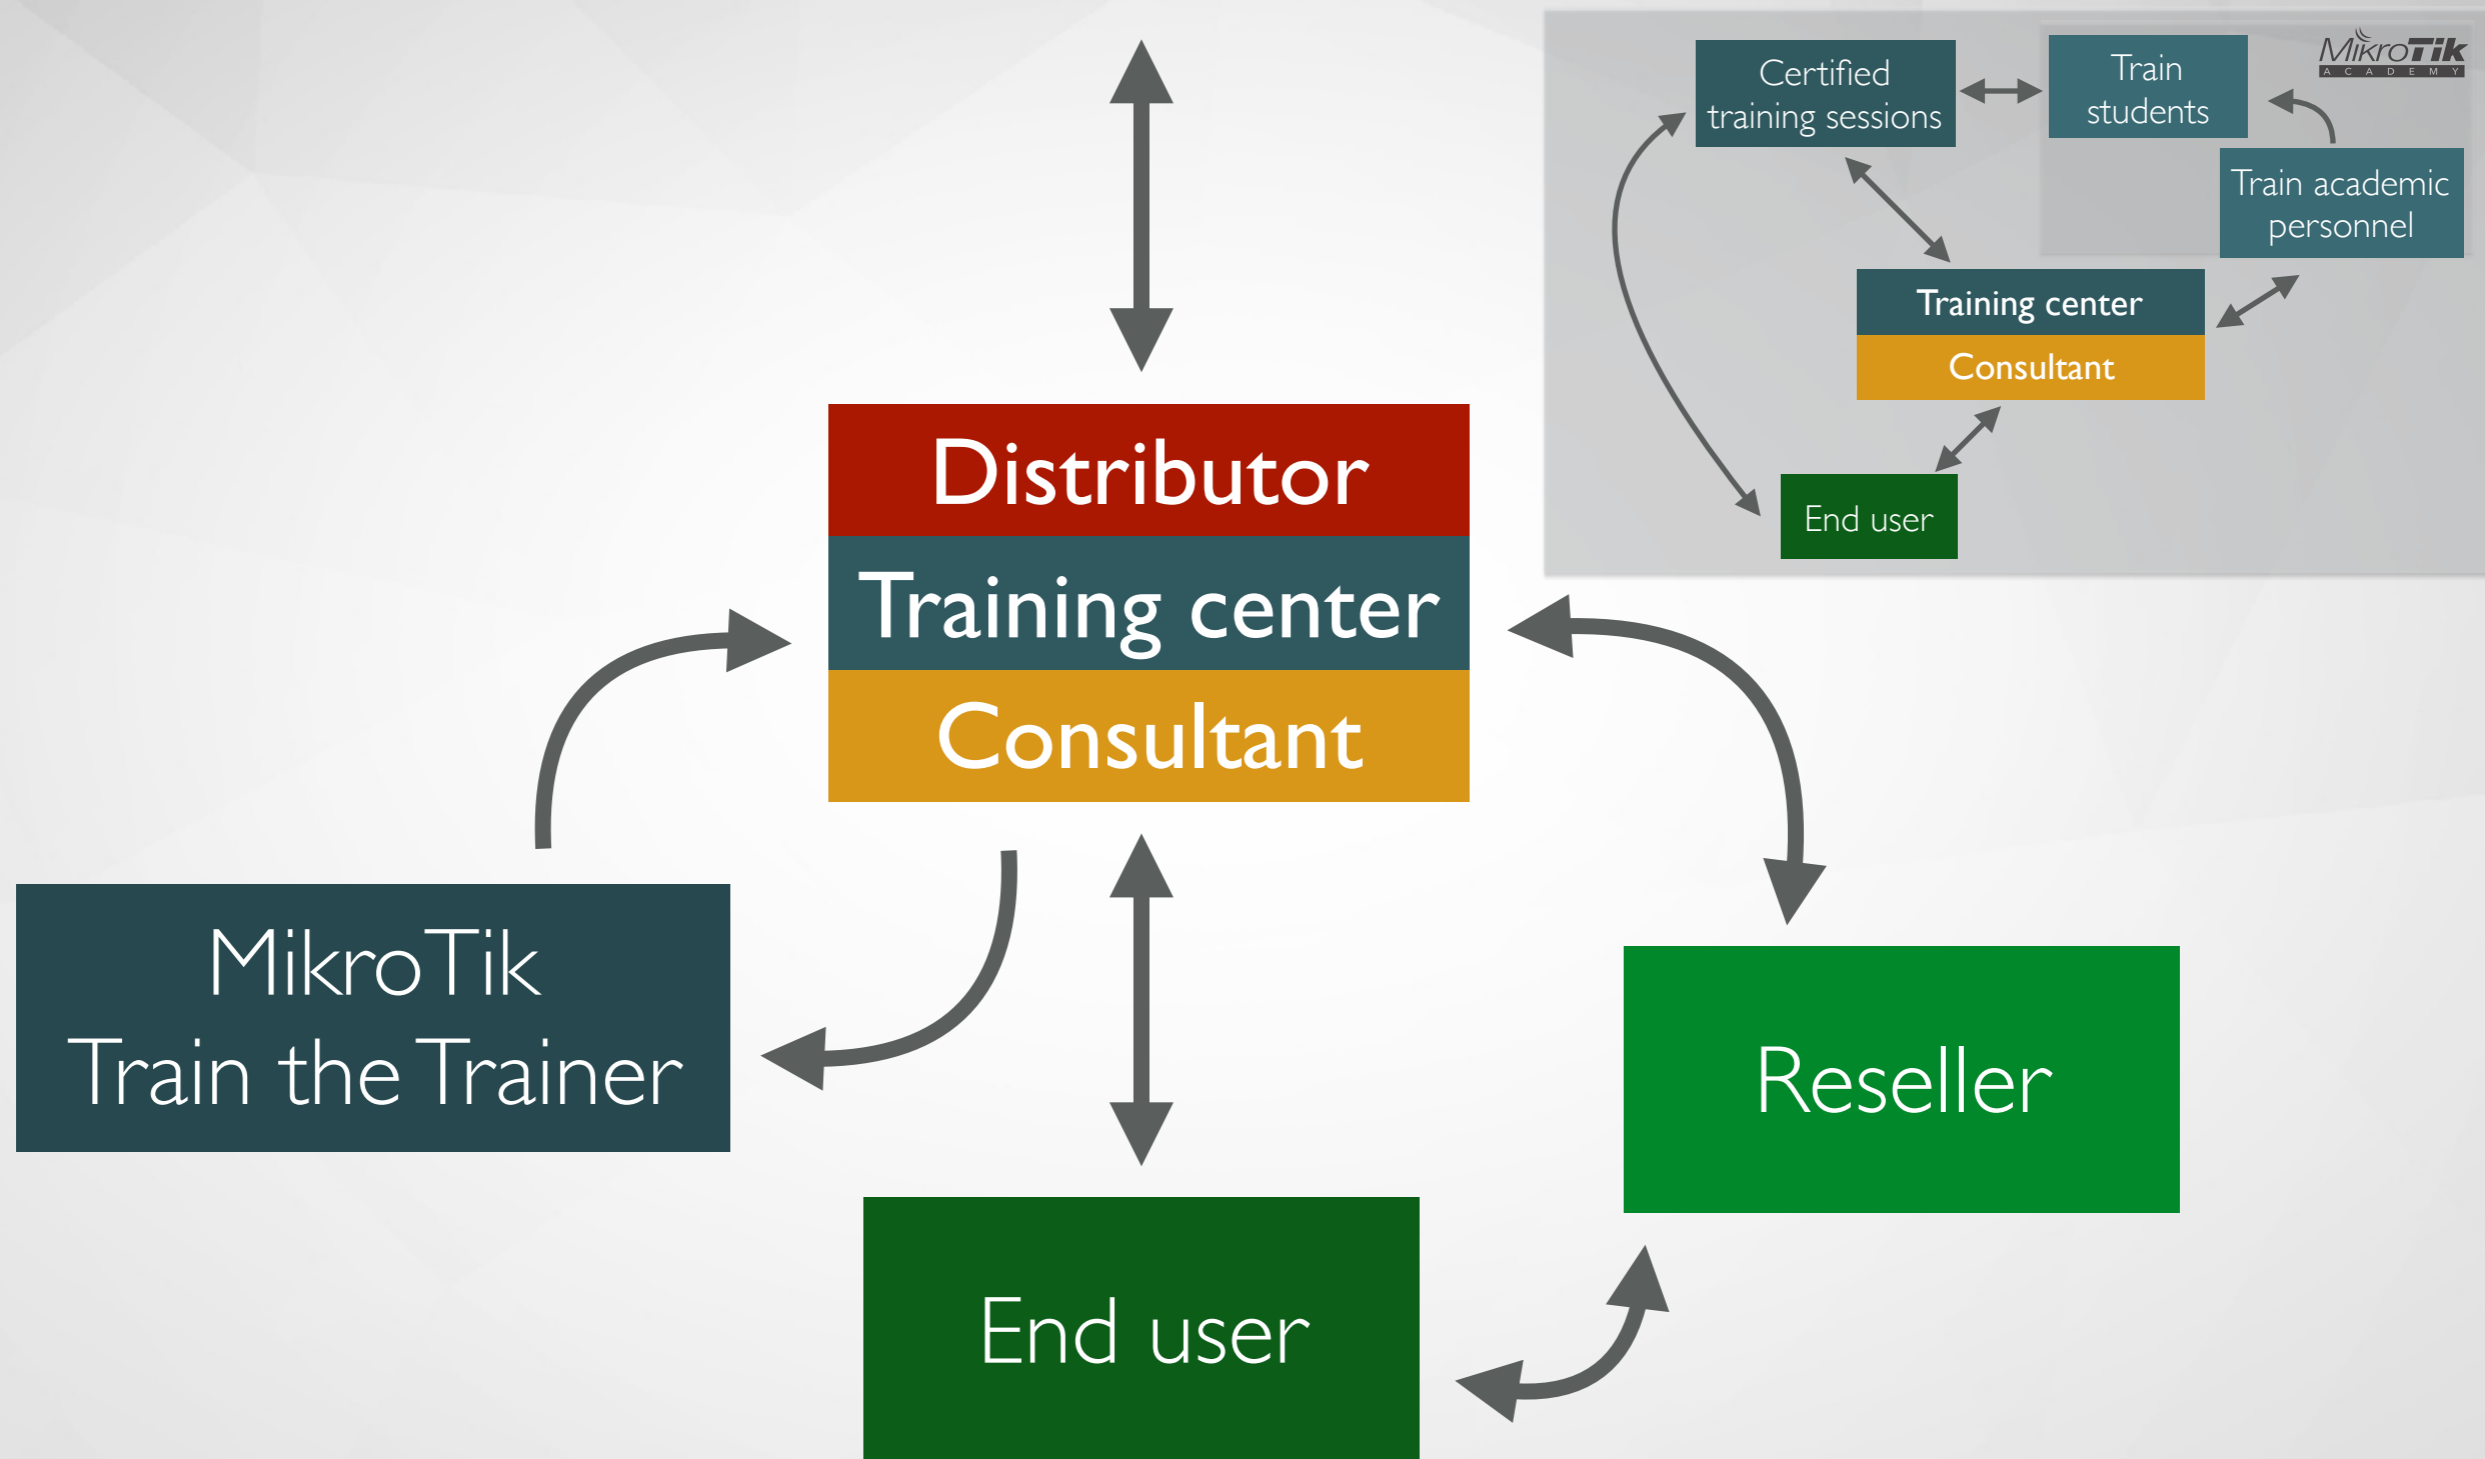 Certified
training sessions
Train
students
MikroTik
ACADEMY
Train academic
personnel
Training center
Consultant
End user
Distributor
Training center
Consultant
MikroTik
Train the Trainer
Reseller
End user